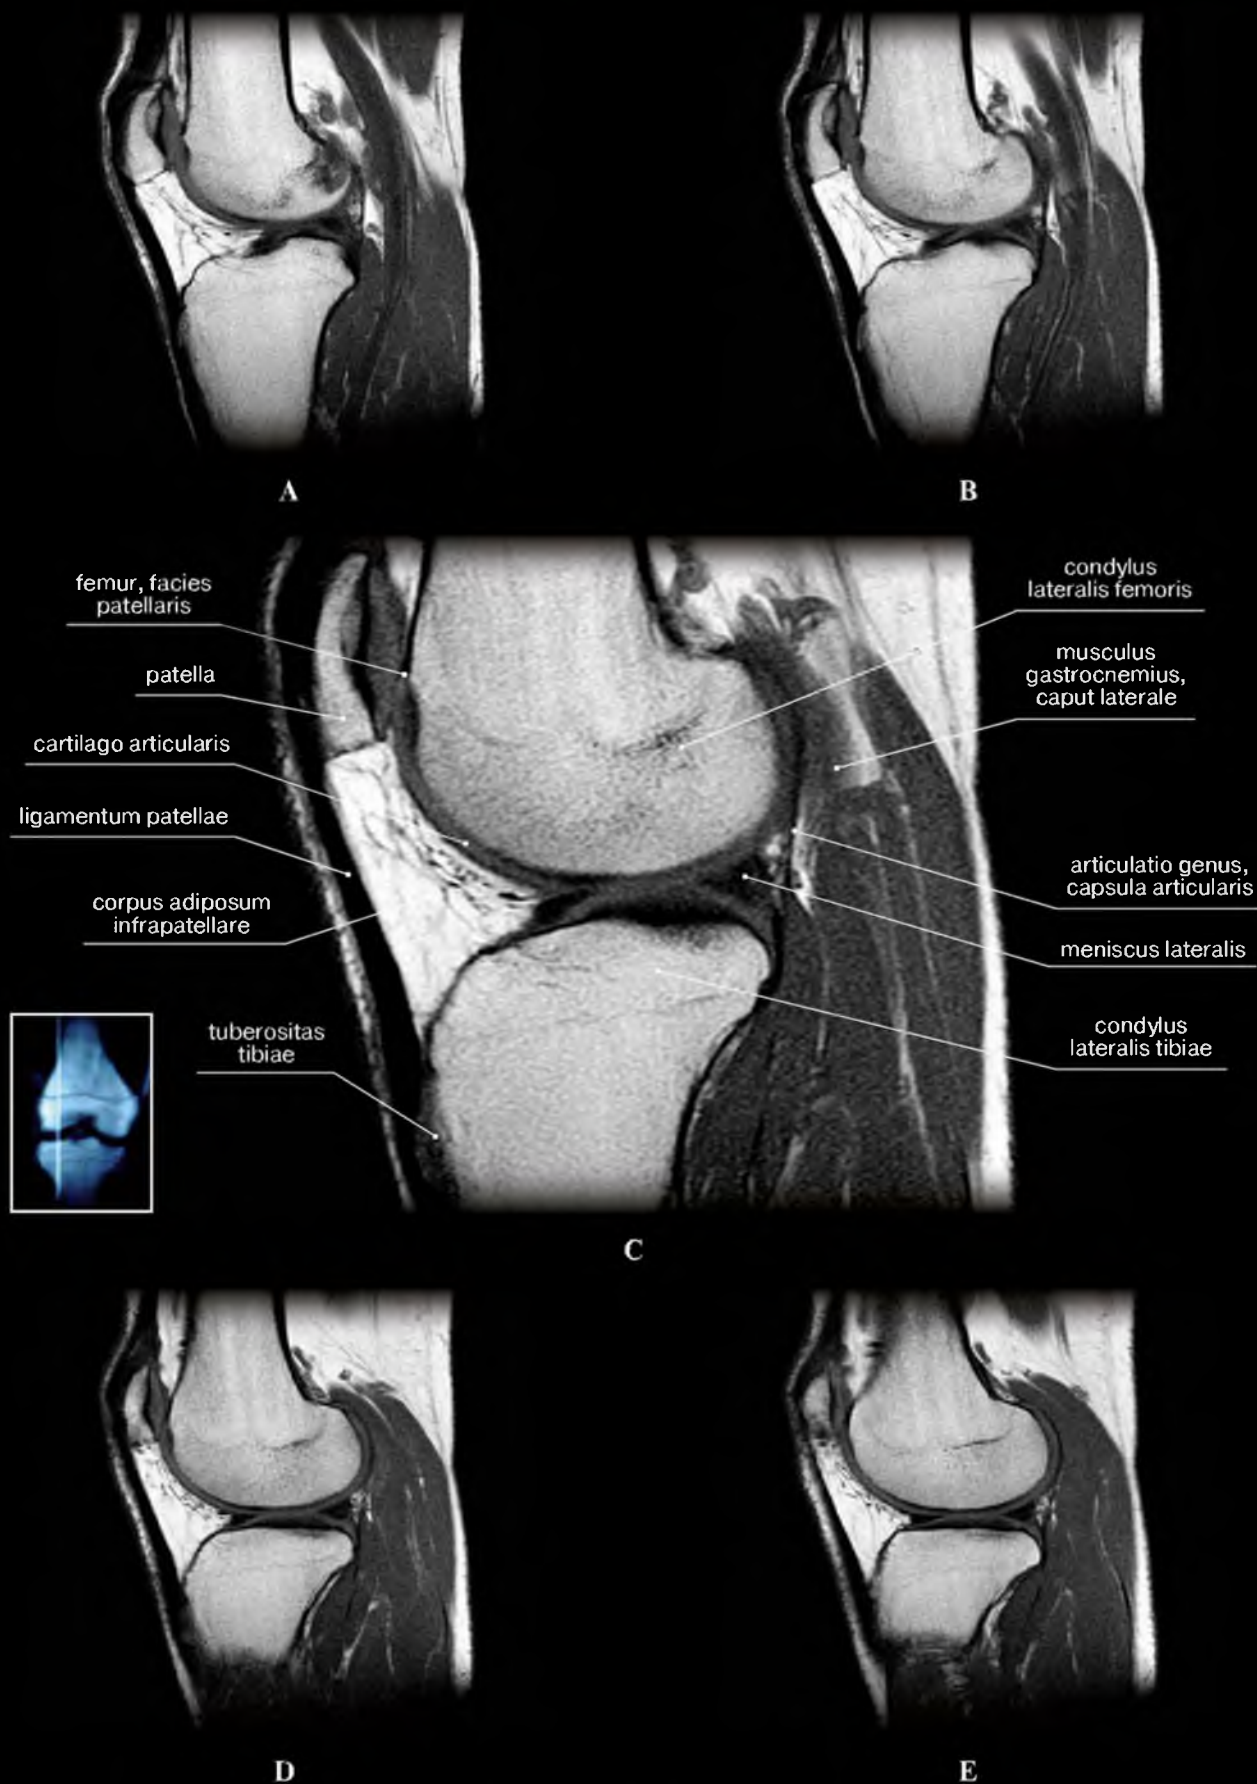 A
B
femur, facies
patellaris
patella
cartilago articularis
ligamentum patellae
corpus adiposum
infrapatellare
tuberositas
tibiae
condylus
lateralis femoris
musculus
gastrocnemius,
caput laterale
articulatio genus,
capsula articularis
meniscus lateralis
condylus
lateralis tibiae
C
D
E